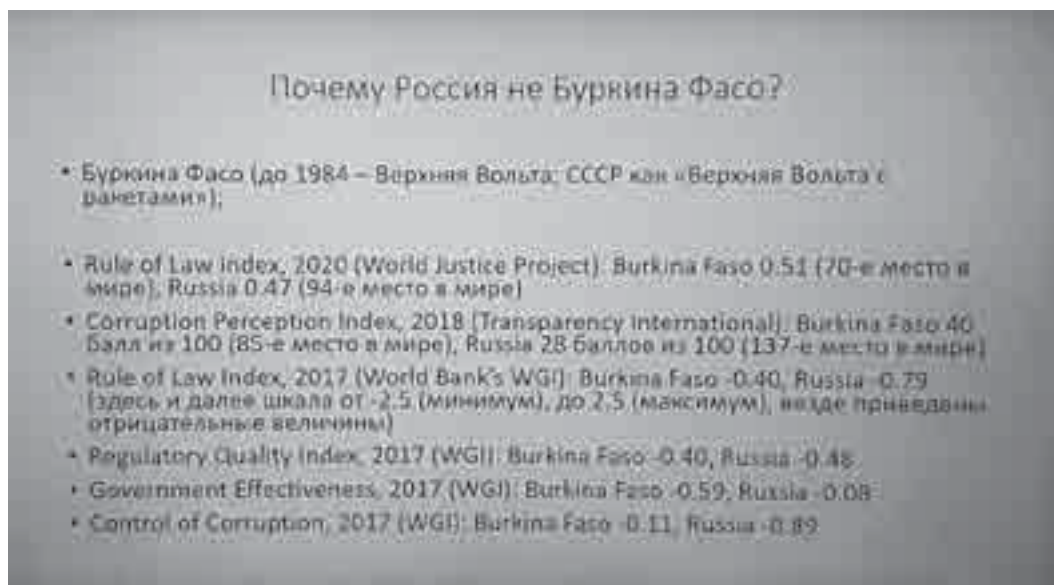 Почему Россия не Буркина Фасо?
• Буркина Фасо (до 1984 – Верхняя Вольта; СССР как «Верхняя Вольта с
ракетами»);
• Rule of Law index, 2020 (World Justice Project): Burkina Faso 0.51 (70-е место в
мире), Russia 0.47 (94-е место в мире)
• Corruption Perception Index, 2018 (Transparency International): Burkina Faso 40
балл из 100 (85-е место в мире), Russia 28 баллов из 100 (137-е место в мире)
• Rule of Law Index, 2017 (World Bank's WGI): Burkina Faso -0.40, Russia -0.79
(здесь и далее шкала от -2.5 (минимум), до 2.5 (максимум), везде приведены
отрицательные величины)
• Regulatory Quality Index, 2017 (WGI): Burkina Faso -0.40, Russia -0.48
• Government Effectiveness, 2017 (WGI): Burkina Faso -0.59, Russia -0.08
• Control of Corruption, 2017 (WGI): Burkina Faso -0.11, Russia -0.89